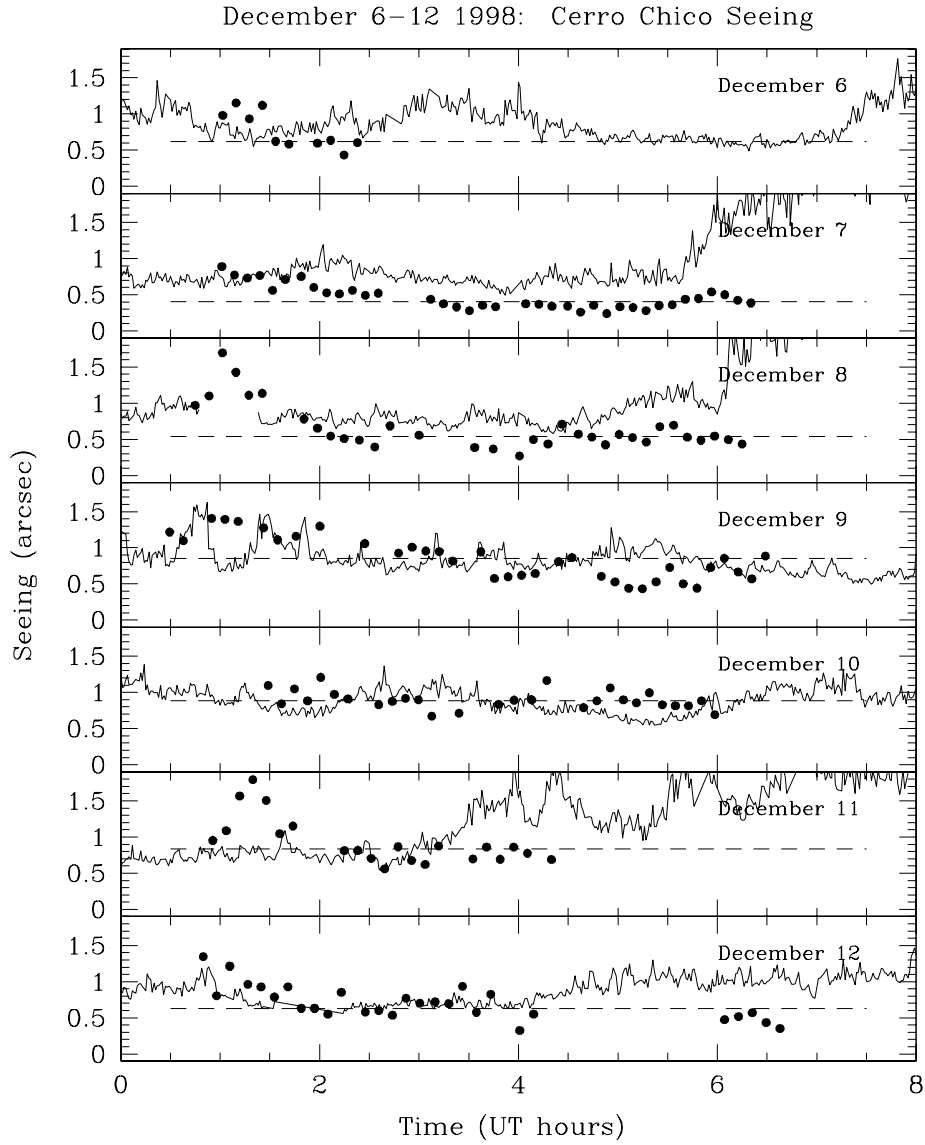 December 6-12 1998: Cerro Chico Seeing
Seeing (arcsec)
1.5
1
0.5
0
December 6
1.5
1
0.5
0
December 7
1.5
1
0.5
0
December 8
1.5
1
0.5
0
December 9
1.5
1
0.5
0
December 10
1.5
1
0.5
0
December 11
1.5
1
0.5
0
December 12
0 2 4 6 8
Time (UT hours)